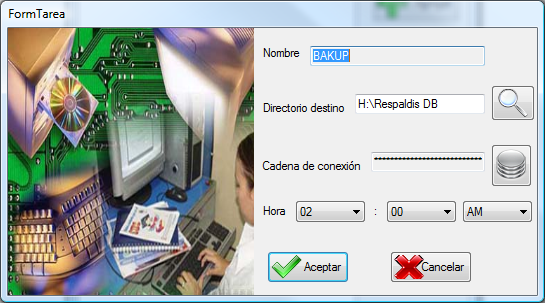 FormTarea
Nombre BAKUP
Directorio destino H:\Respaldis DB
Cadena de conexión ******************************
Hora 02 : 00 AM
Aceptar Cancelar